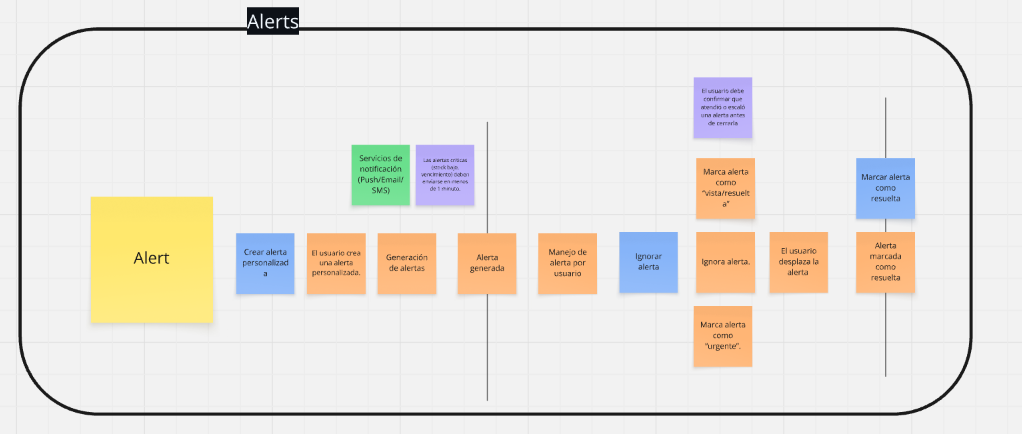 Alerts
El usuario debe
confirmar que
atendió o escaló
una alerta antes
de cerrarla.
Servicios de
notificación
(Push/Email/
SMS)
Las alertas críticas
(stock bajo,
vencimiento) deben
enviarse en menos
de 1 minuto.
Marca alerta
como
"vista/resuelt
a"
Marcar alerta
como
resuelta
Alert
Crear alerta
personalizad
a
El usuario crea
una alerta
personalizada.
Generación
de alertas
Alerta
generada
Manejo de
alerta por
usuario
Ignorar
alerta
Ignora alerta.
El usuario
desplaza la
alerta
Alerta
marcada
como
resuelta
Marca alerta
como
"urgente".